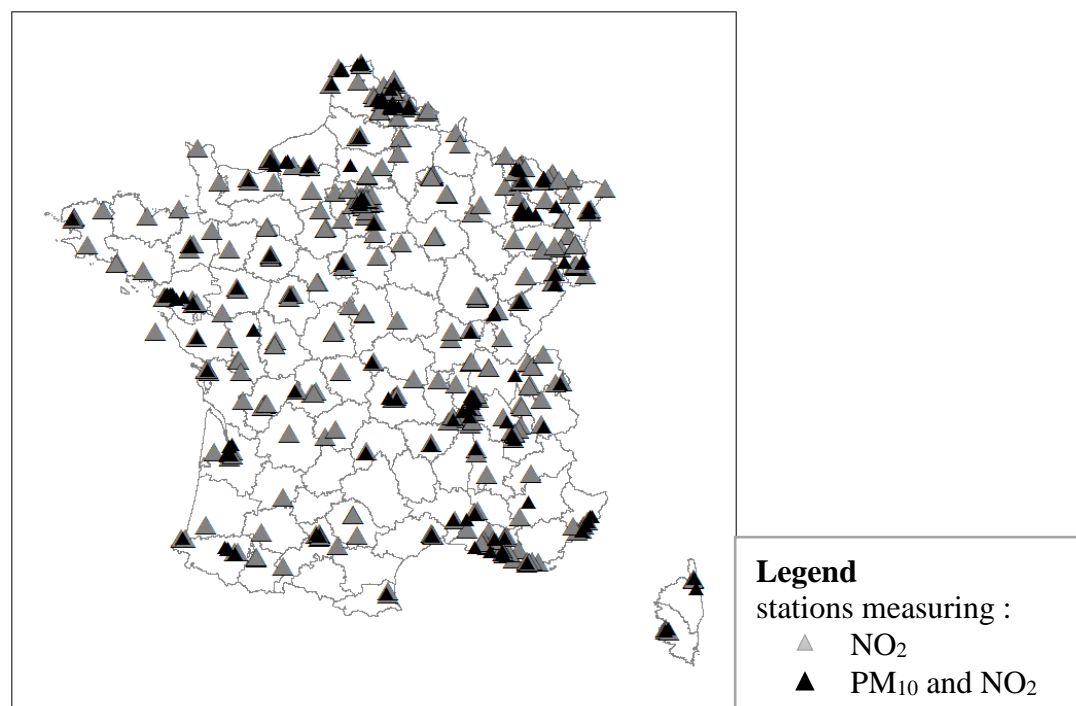 Legend
stations measuring :
NO₂
PM₁₀ and NO₂